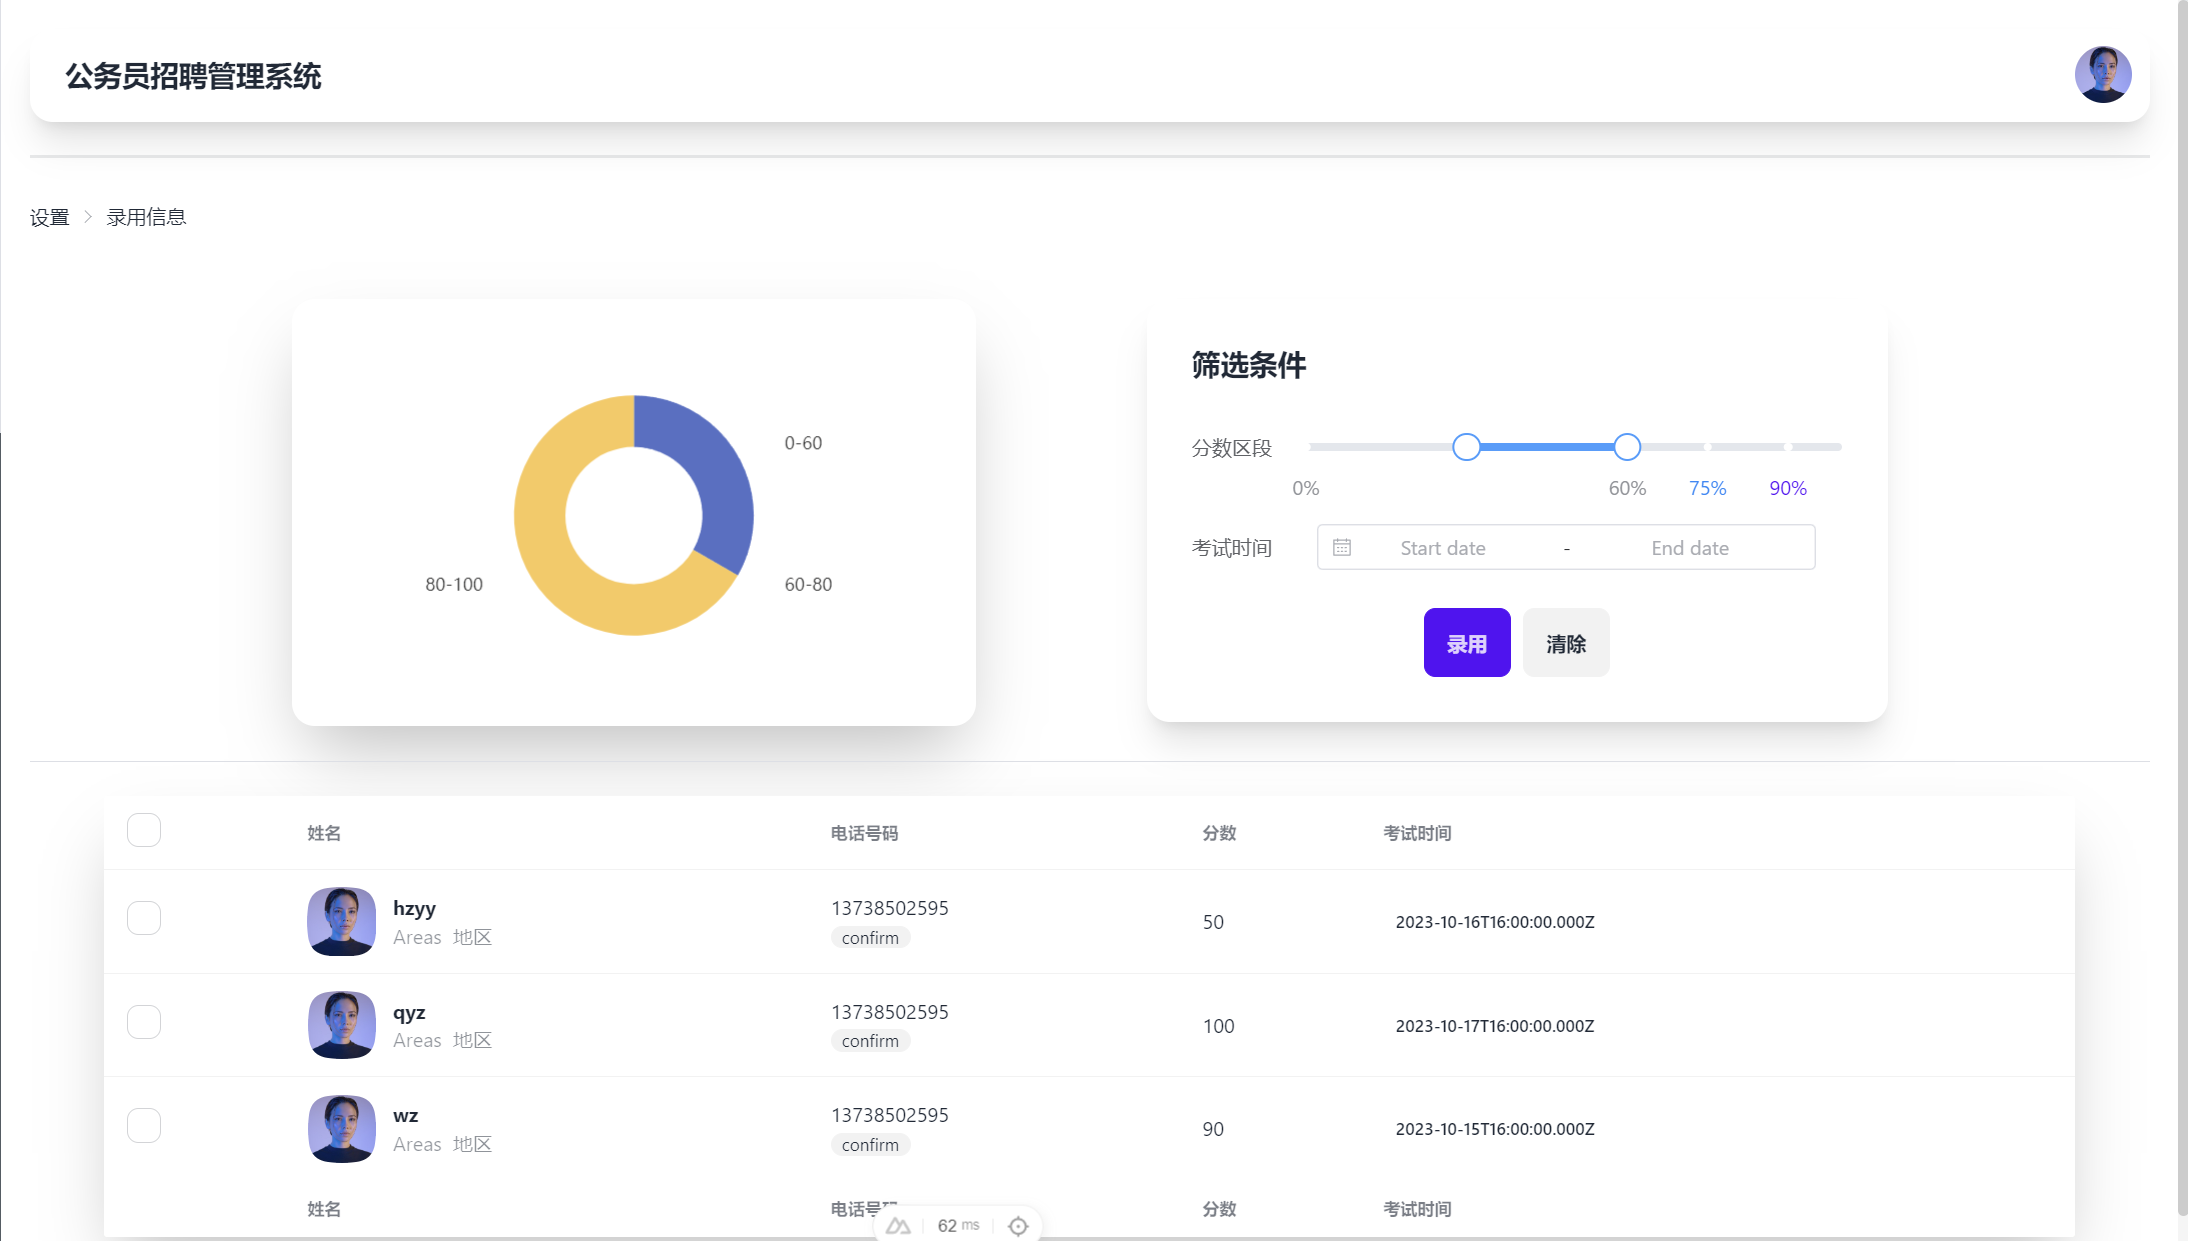 公务员招聘管理系统
设置 > 录用信息
0-60
80-100
60-80
筛选条件
分数区段
0% 60% 75% 90%
考试时间 Start date - End date
录用 清除
姓名 电话号码 分数 考试时间
hzyy 13738502595 50 2023-10-16T16:00:00.000Z
Areas 地区 confirm
qyz 13738502595 100 2023-10-17T16:00:00.000Z
Areas 地区 confirm
wz 13738502595 90 2023-10-15T16:00:00.000Z
Areas 地区 confirm
姓名 电话号码 分数 考试时间
62 ms